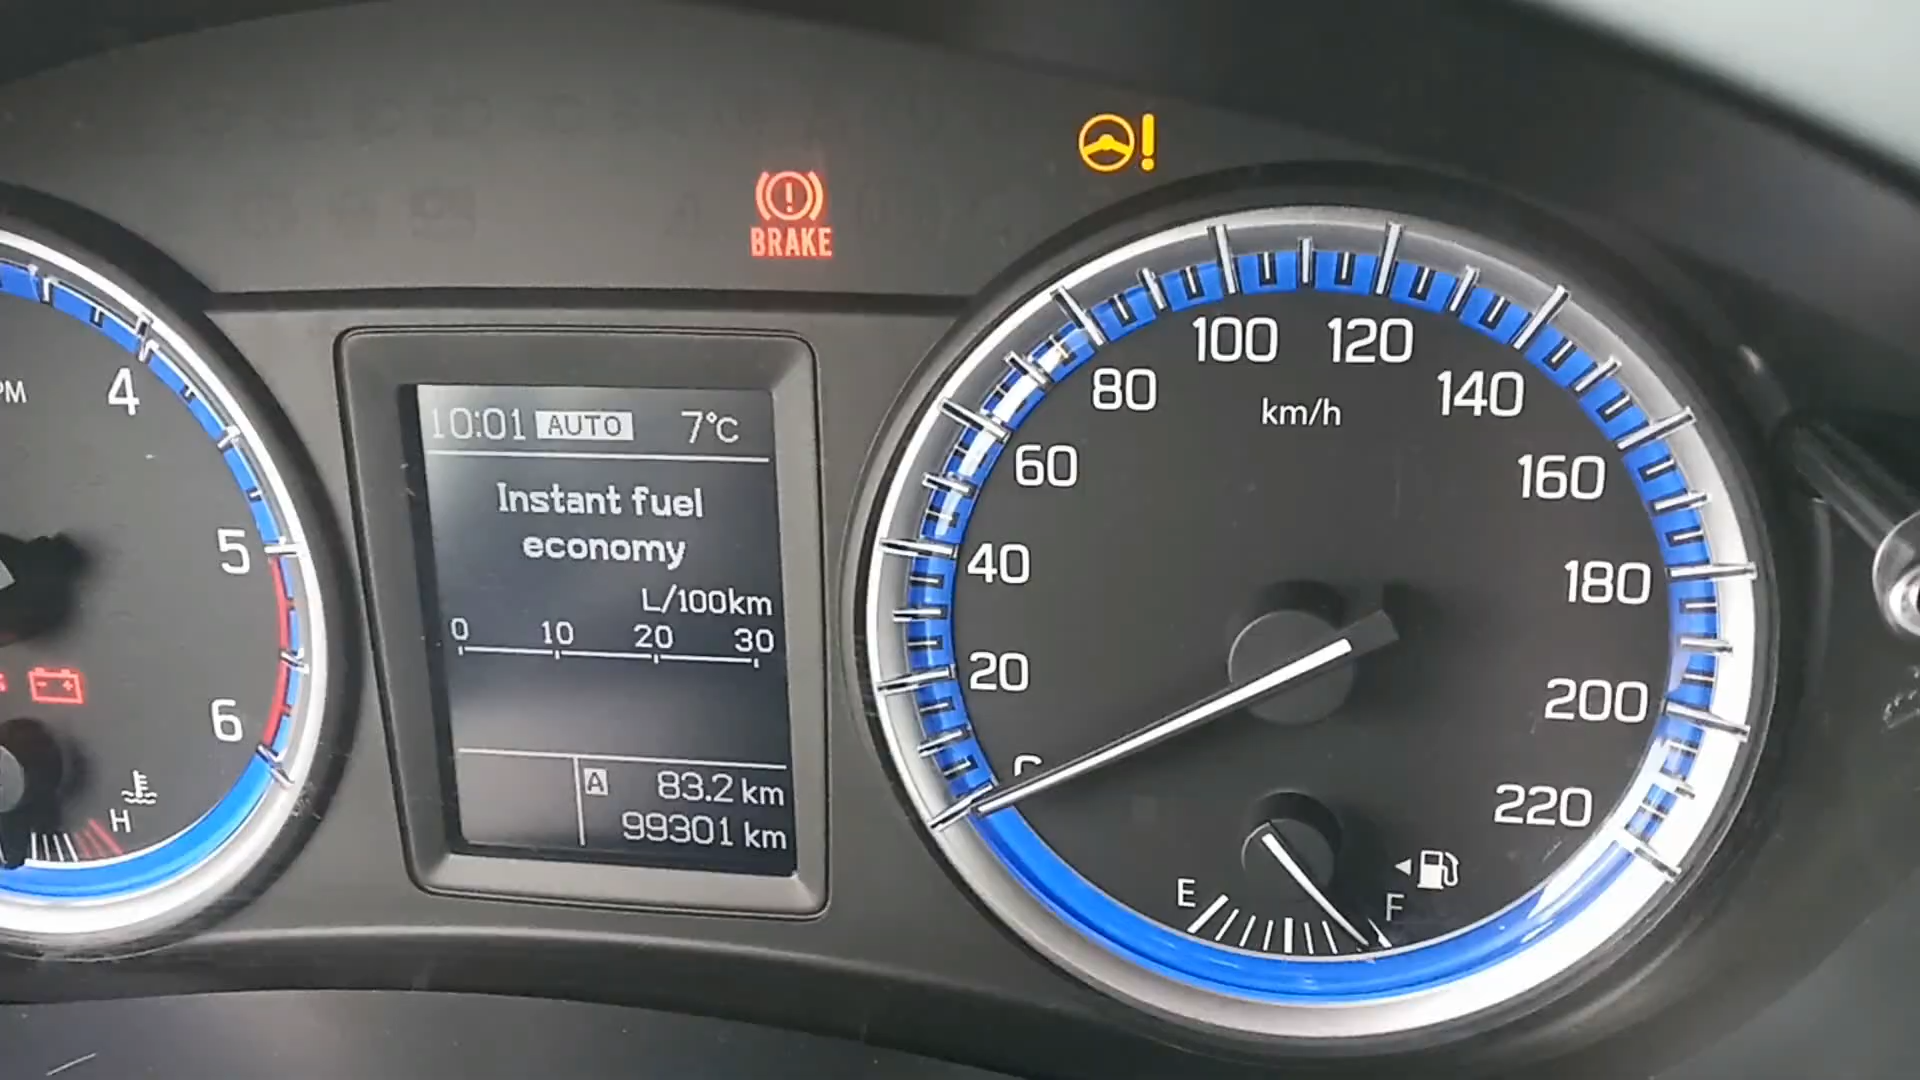 BRAKE
PM
4
5
6
H
10:01 AUTO 7°C
Instant fuel
economy
L/100km
0 10 20 30
A 83.2 km
99301 km
20
40
60
80
100
120
140
160
180
200
220
km/h
E
F